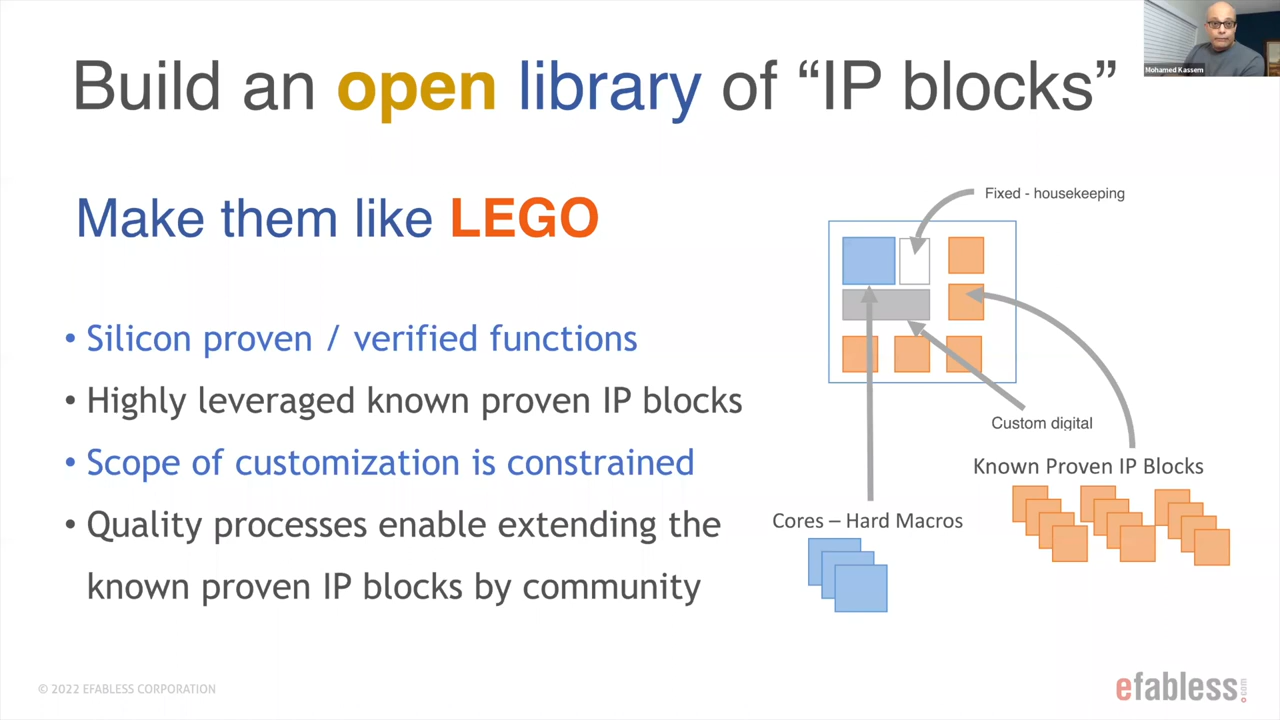 Build an open library of “IP blocks”
Mohamed Kassem
Make them like LEGO
• Silicon proven / verified functions
• Highly leveraged known proven IP blocks
• Scope of customization is constrained
• Quality processes enable extending the
known proven IP blocks by community
Fixed - housekeeping
Custom digital
Known Proven IP Blocks
Cores – Hard Macros
© 2022 EFABLESS CORPORATION
efabless.com